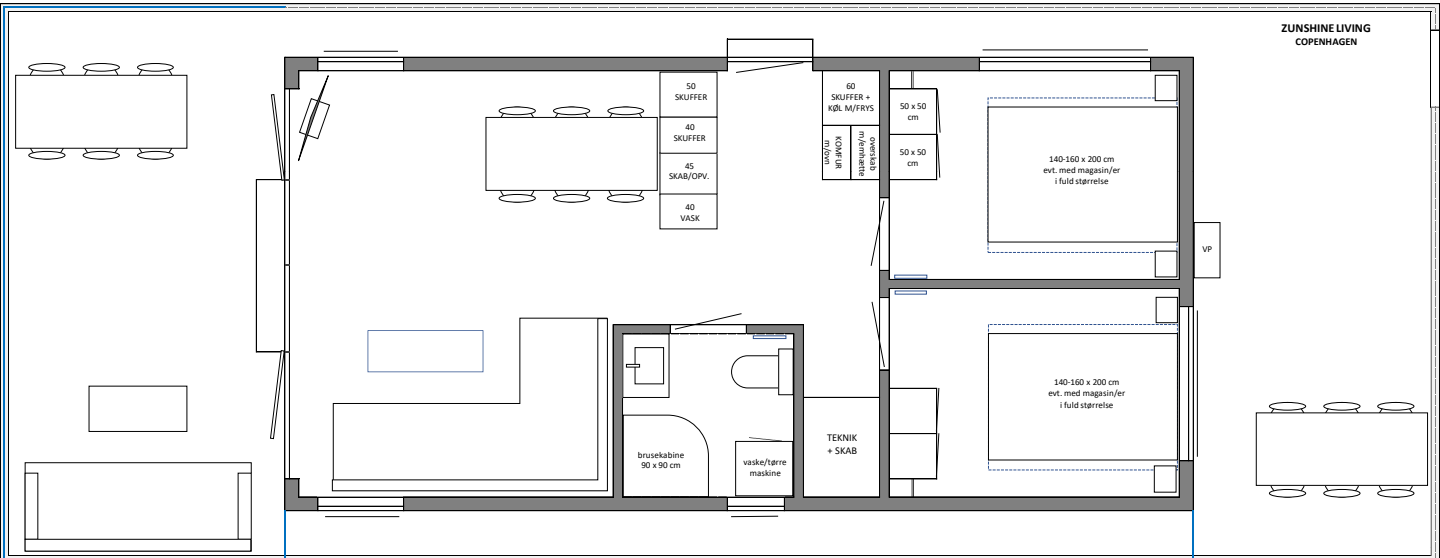 ZUNSHINE LIVING
COPENHAGEN
50
SKUFFER
40
SKUFFER
45
SKAB/OPV.
40
VASK
60
SKUFFER +
KØL M/FRYS
KOMFUR
m/ovn
overskab
m/emhætte
50 x 50
cm
50 x 50
cm
140-160 x 200 cm
evt. med magasin/er
i fuld størrelse
VP
140-160 x 200 cm
evt. med magasin/er
i fuld størrelse
brusekabine
90 x 90 cm
vaske/tørre
maskine
TEKNIK
+ SKAB